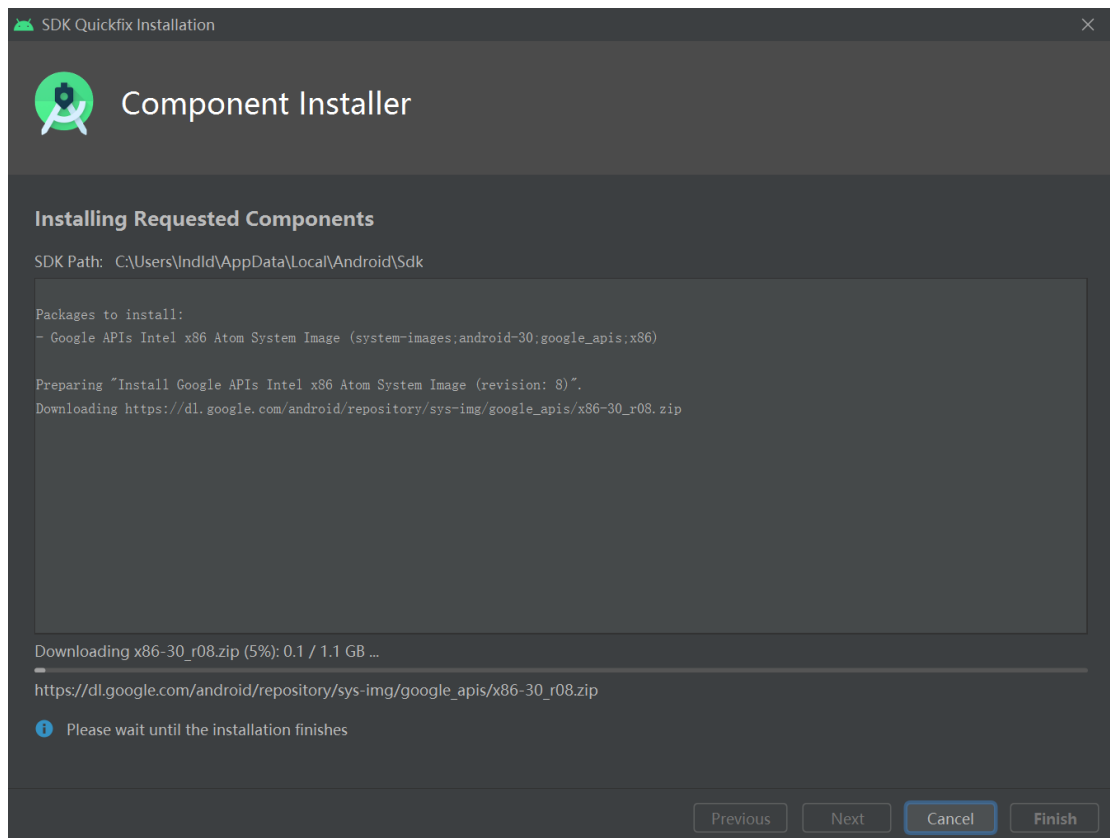 SDK Quickfix Installation
Component Installer
Installing Requested Components
SDK Path: C:\Users\lndld\AppData\Local\Android\Sdk
Packages to install:
- Google APIs Intel x86 Atom System Image (system-images;android-30;google_apis;x86)
Preparing "Install Google APIs Intel x86 Atom System Image (revision: 8)".
Downloading https://dl.google.com/android/repository/sys-img/google_apis/x86-30_r08.zip
Downloading x86-30_r08.zip (5%): 0.1 / 1.1 GB ...
https://dl.google.com/android/repository/sys-img/google_apis/x86-30_r08.zip
Please wait until the installation finishes
Previous
Next
Cancel
Finish